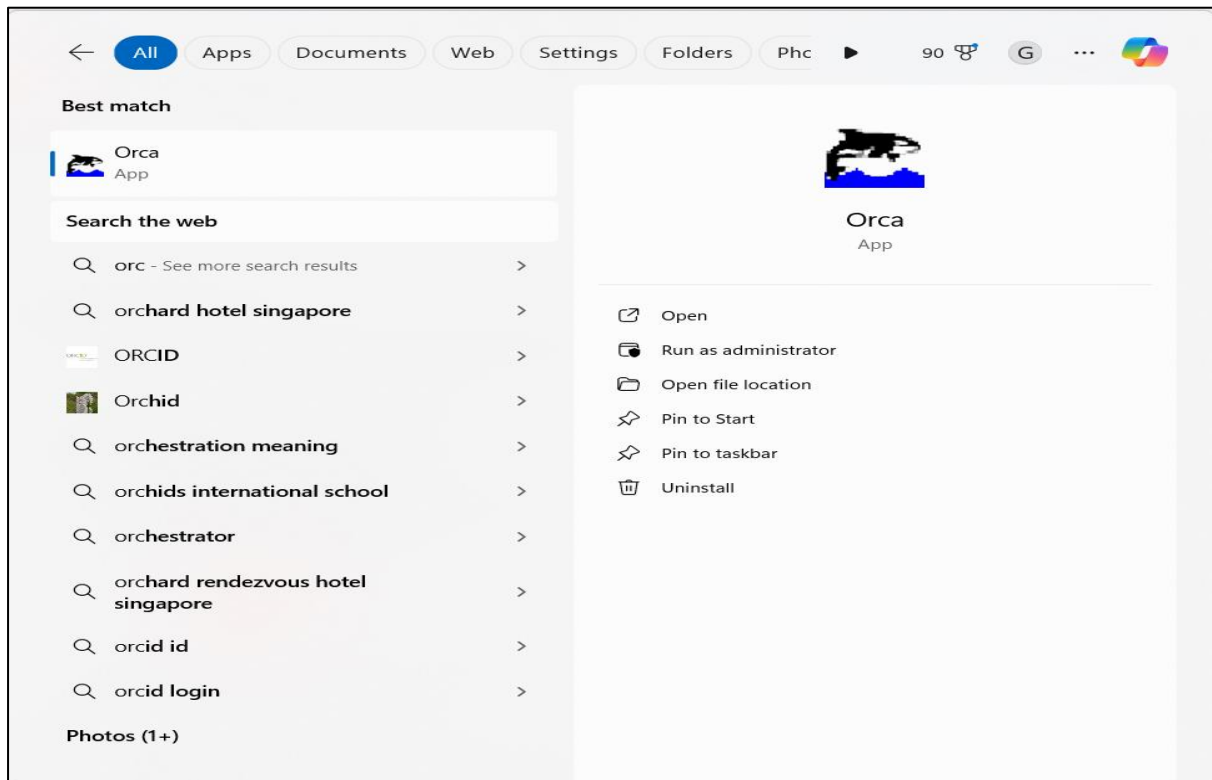 All Apps Documents Web Settings Folders Phc 90 G ...
Best match
Orca
App
Search the web
orc - See more search results
orchard hotel singapore
ORCID
Orchid
orchestration meaning
orchids international school
orchestrator
orchard rendezvous hotel
singapore
orcid id
orcid login
Photos (1+)
Orca
App
Open
Run as administrator
Open file location
Pin to Start
Pin to taskbar
Uninstall